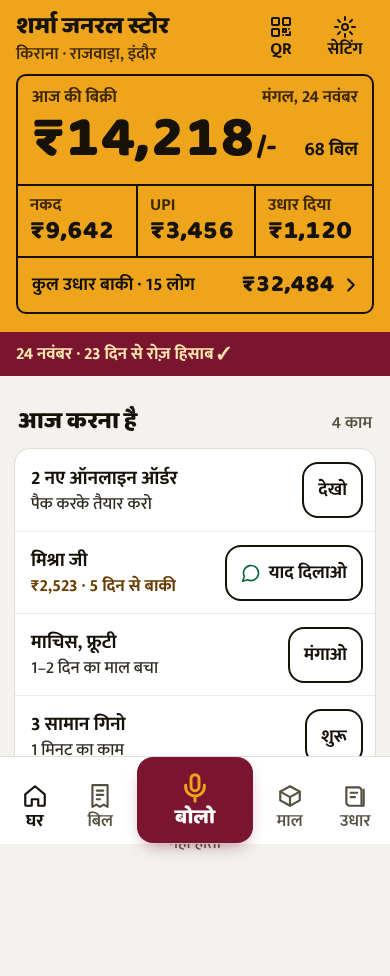 शर्मा जनरल स्टोर
किराना · राजवाड़ा, इंदौर
QR
सेटिंग
आज की बिक्री
मंगल, 24 नवंबर
₹14,218/-
68 बिल
नकद
₹9,642
UPI
₹3,456
उधार दिया
₹1,120
कुल उधार बाकी · 15 लोग
₹32,484
24 नवंबर · 23 दिन से रोज़ हिसाब ✓
आज करना है
4 काम
2 नए ऑनलाइन ऑर्डर
पैक करके तैयार करो
देखो
मिश्रा जी
₹2,523 · 5 दिन से बाकी
याद दिलाओ
माचिस, फ्रूटी
1–2 दिन का माल बचा
मंगाओ
3 सामान गिनो
1 मिनट का काम
शुरू
घर
बिल
बोलो
माल
उधार